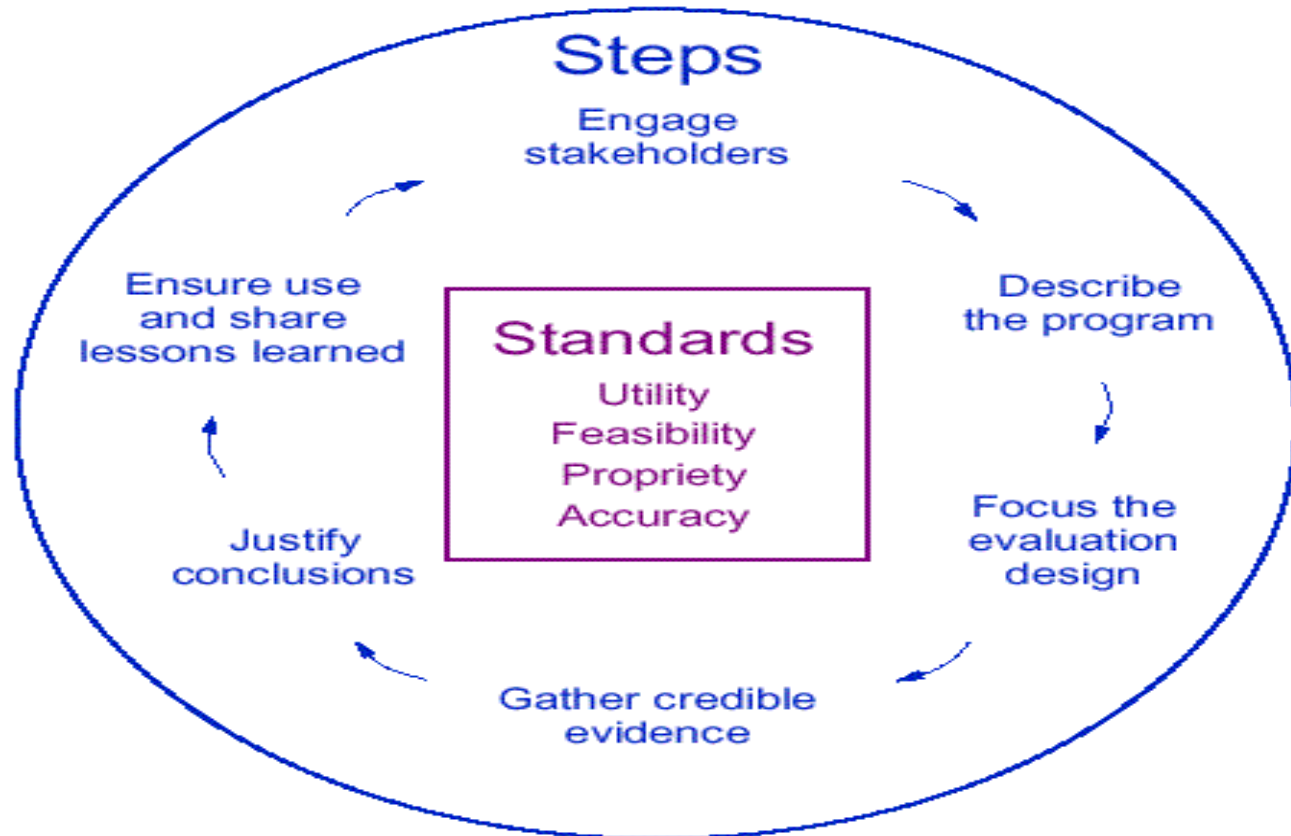 Steps
Engage
stakeholders
Describe
the program
Focus the
evaluation
design
Gather credible
evidence
Justify
conclusions
Ensure use
and share
lessons learned
Standards
Utility
Feasibility
Propriety
Accuracy